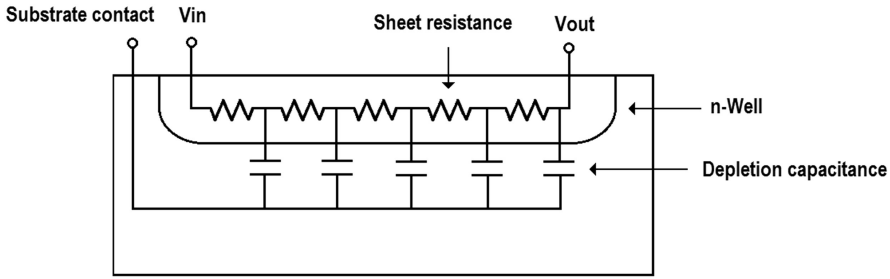 Substrate contact
Vin
Sheet resistance
Vout
n-Well
Depletion capacitance